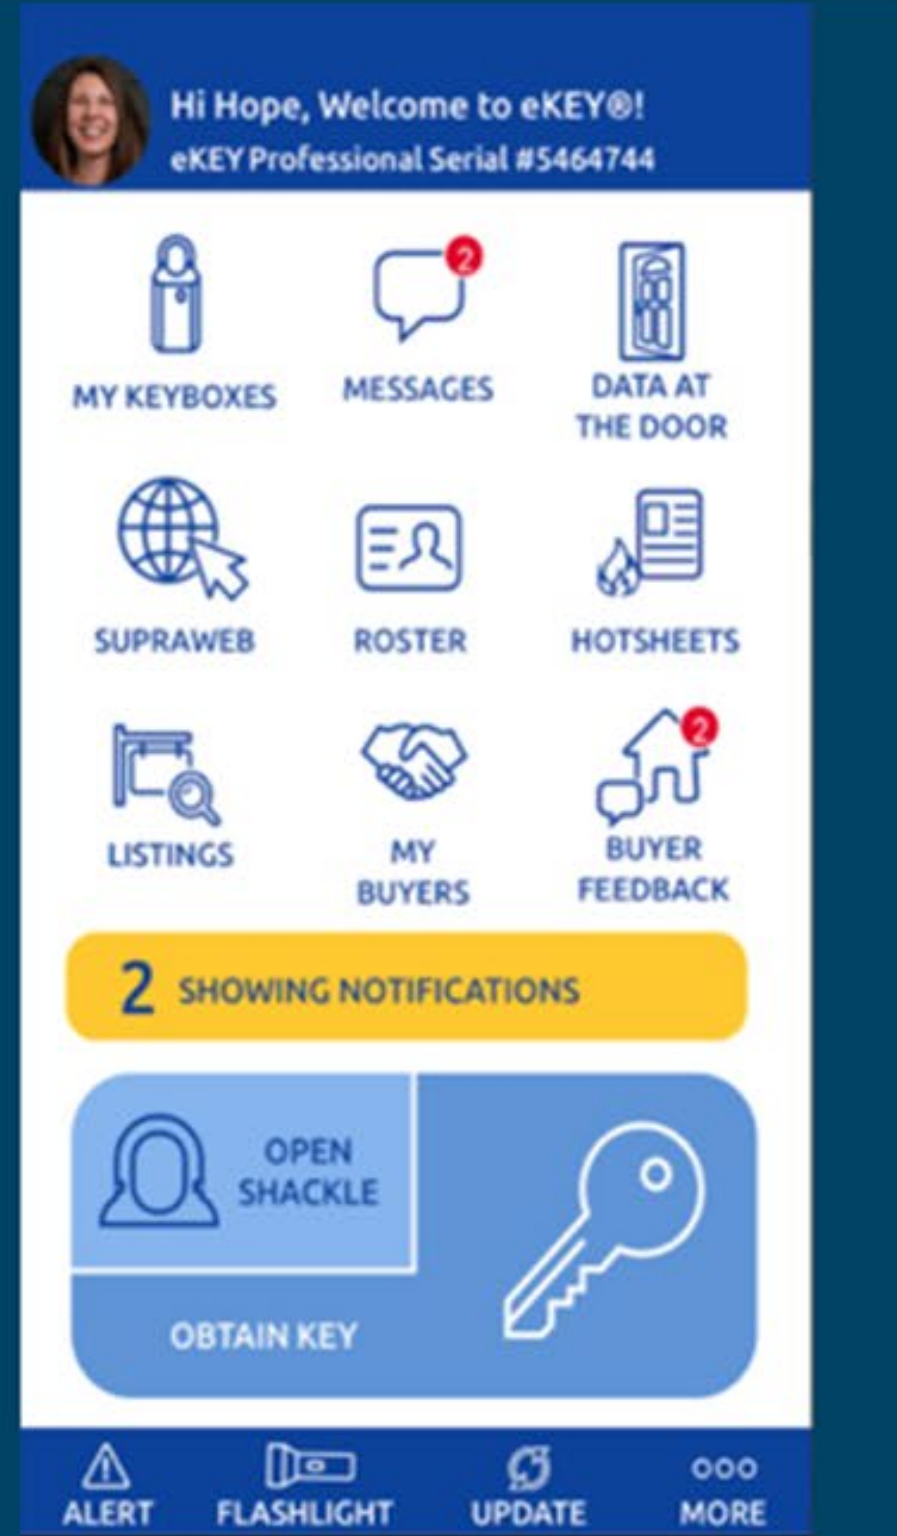 Hi Hope, Welcome to eKEY®!
eKEY Professional Serial #5464744
2
MY KEYBOXES
MESSAGES
DATA AT
THE DOOR
SUPRAWEB
ROSTER
HOTSHEETS
2
LISTINGS
MY
BUYERS
BUYER
FEEDBACK
2 SHOWING NOTIFICATIONS
OPEN
SHACKLE
OBTAIN KEY
ALERT
FLASHLIGHT
UPDATE
MORE